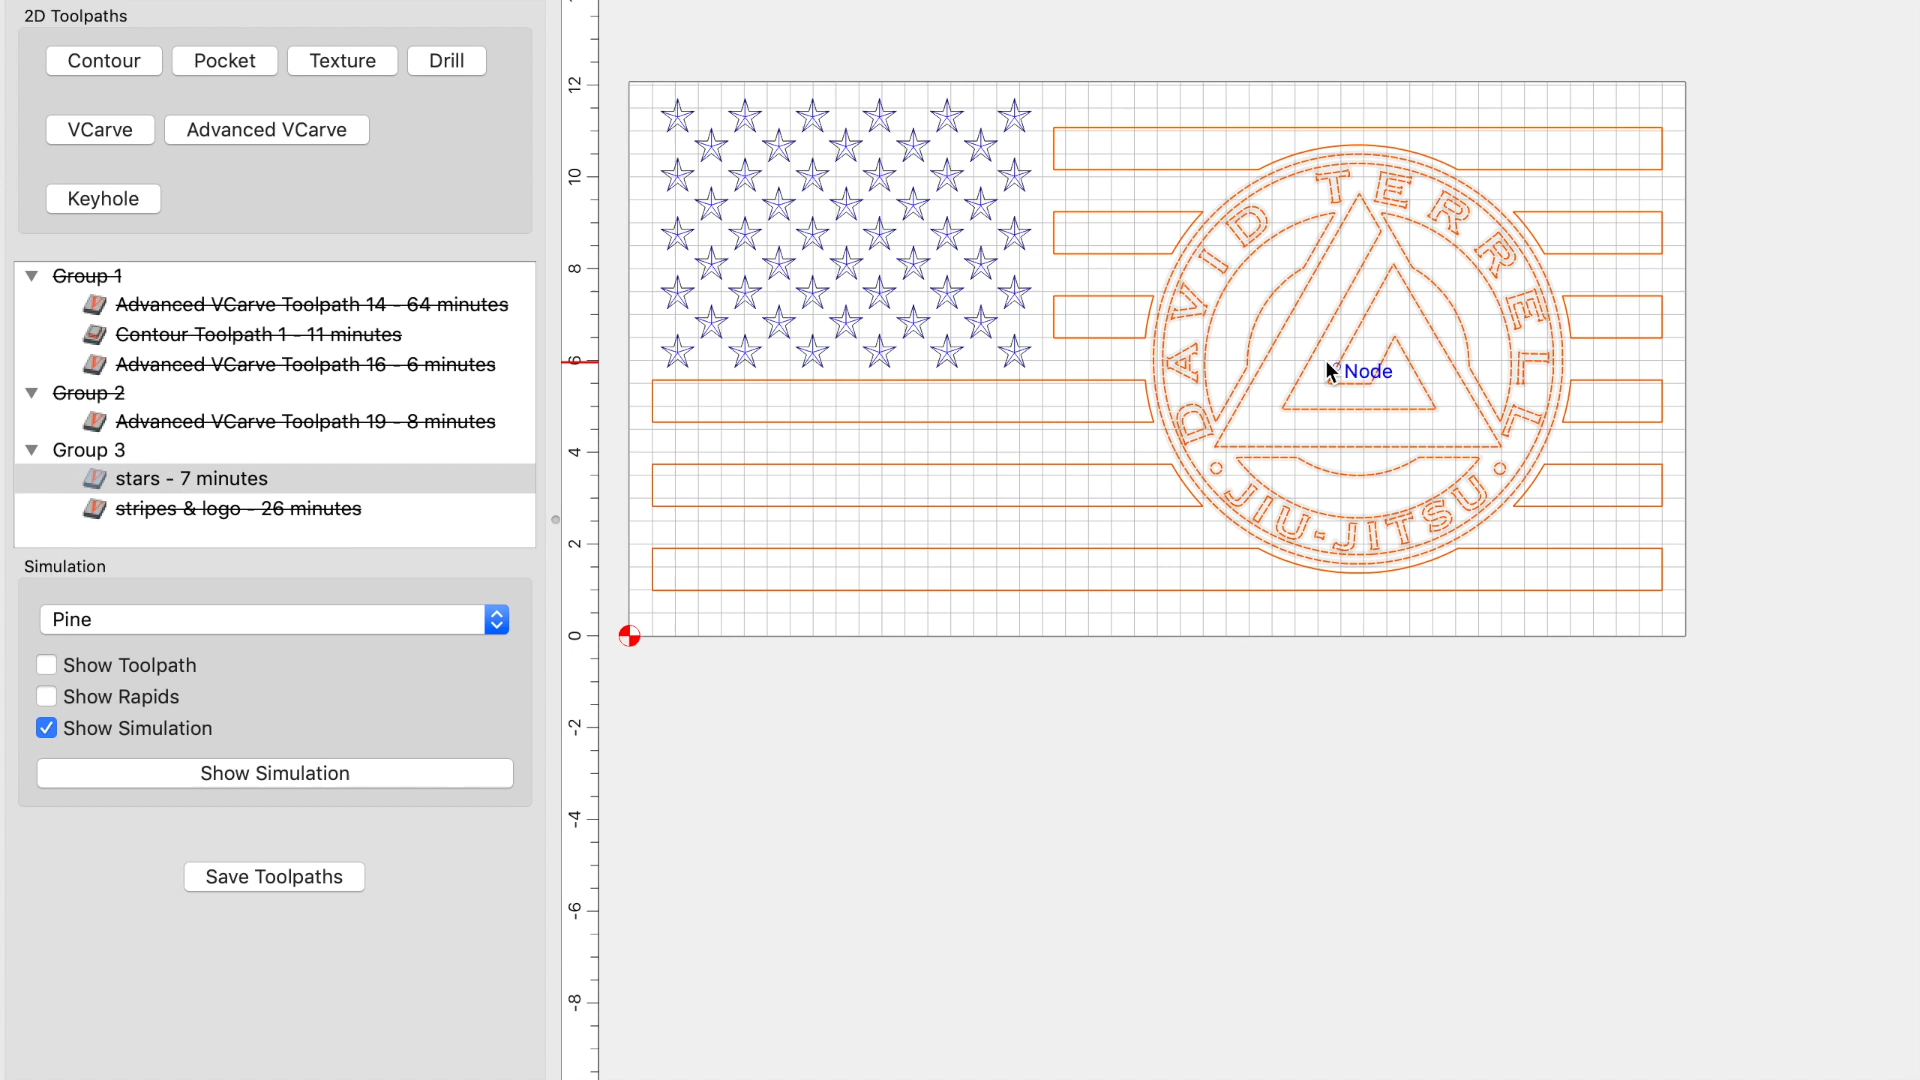 2D Toolpaths
Contour Pocket Texture Drill
VCarve Advanced VCarve
Keyhole
Group 1
Advanced VCarve Toolpath 14 - 64 minutes
Contour Toolpath 1 - 11 minutes
Advanced VCarve Toolpath 16 - 6 minutes
Group 2
Advanced VCarve Toolpath 19 - 8 minutes
Group 3
stars - 7 minutes
stripes & logo - 26 minutes
Simulation
Pine
Show Toolpath
Show Rapids
Show Simulation
Show Simulation
Save Toolpaths
12
10
8
6
4
2
0
-2
-4
-6
-8
DAVID TERRELL
JIU-JITSU
Node